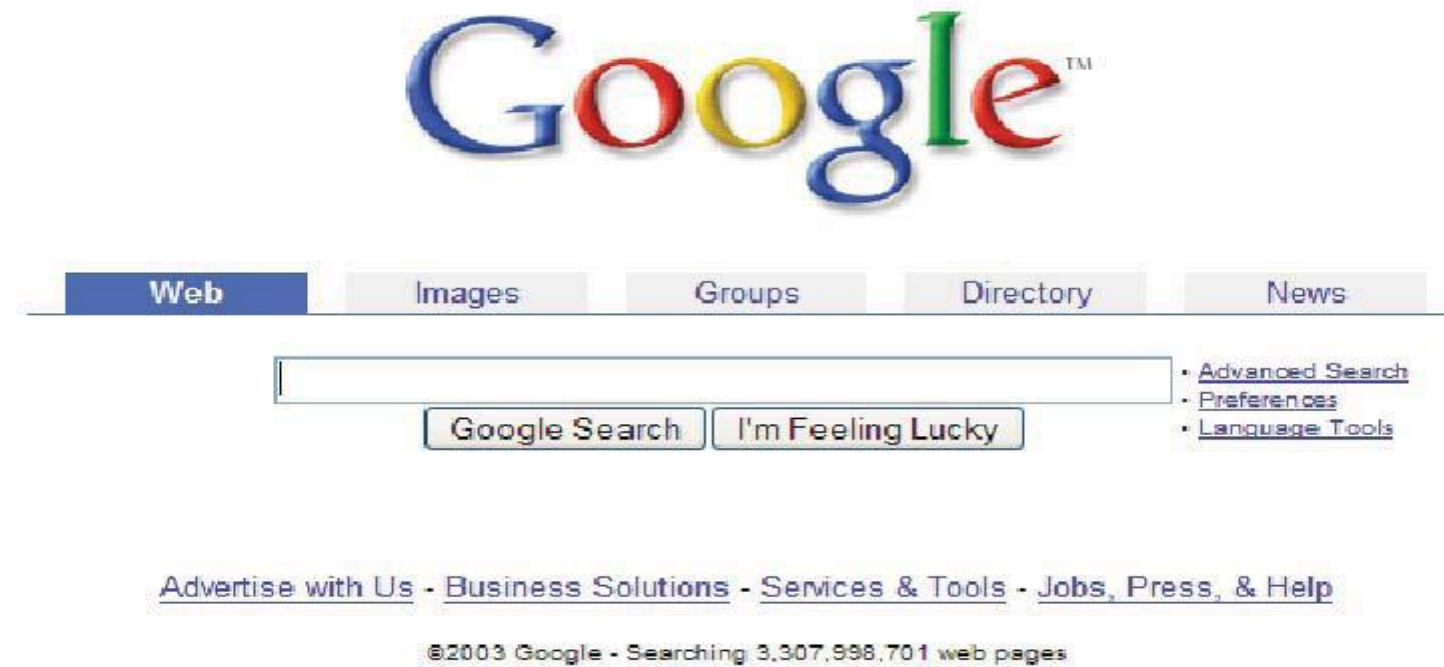 Google™
Web Images Groups Directory News
• Advanced Search
• Preferences
• Language Tools
Google Search I'm Feeling Lucky
Advertise with Us - Business Solutions - Services & Tools - Jobs, Press, & Help
©2003 Google - Searching 3,307,998,701 web pages